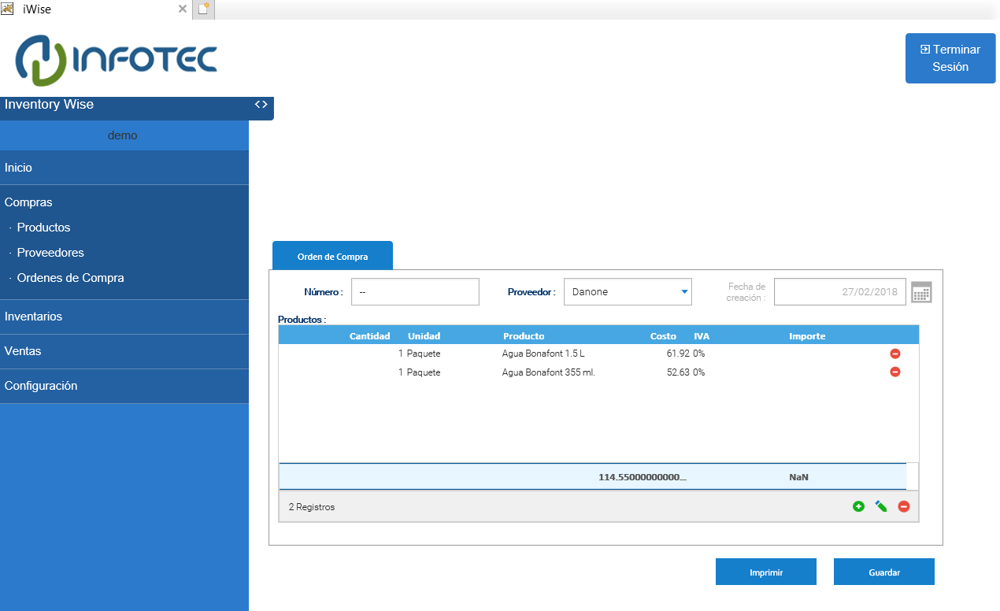 iWise
INFOTEC
Terminar
Sesión
Inventory Wise
demo
Inicio
Compras
· Productos
· Proveedores
· Ordenes de Compra
Inventarios
Ventas
Configuración
Orden de Compra
Número : --
Proveedor : Danone
Fecha de
creación : 27/02/2018
Productos :
Cantidad Unidad Producto Costo IVA Importe
1 Paquete Agua Bonafont 1.5 L 61.92 0%
1 Paquete Agua Bonafont 355 ml. 52.63 0%
114.55000000000... NaN
2 Registros
Imprimir Guardar